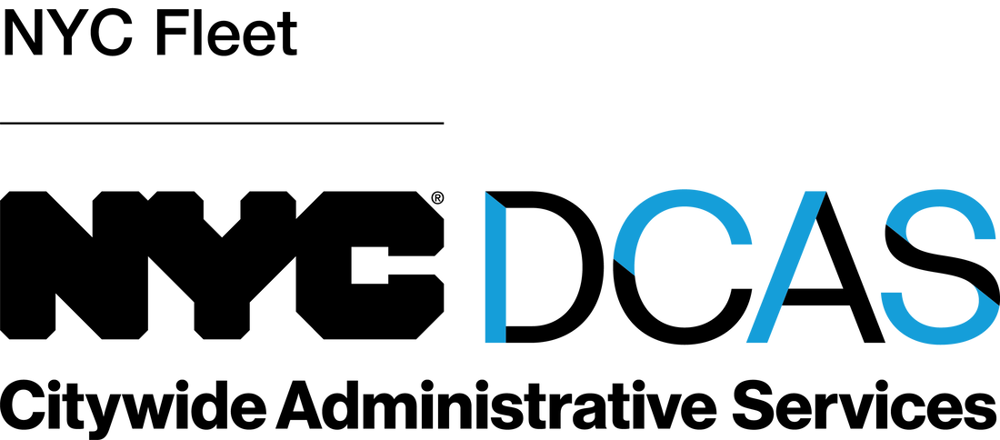 NYC Fleet
NYC® DCAS
Citywide Administrative Services